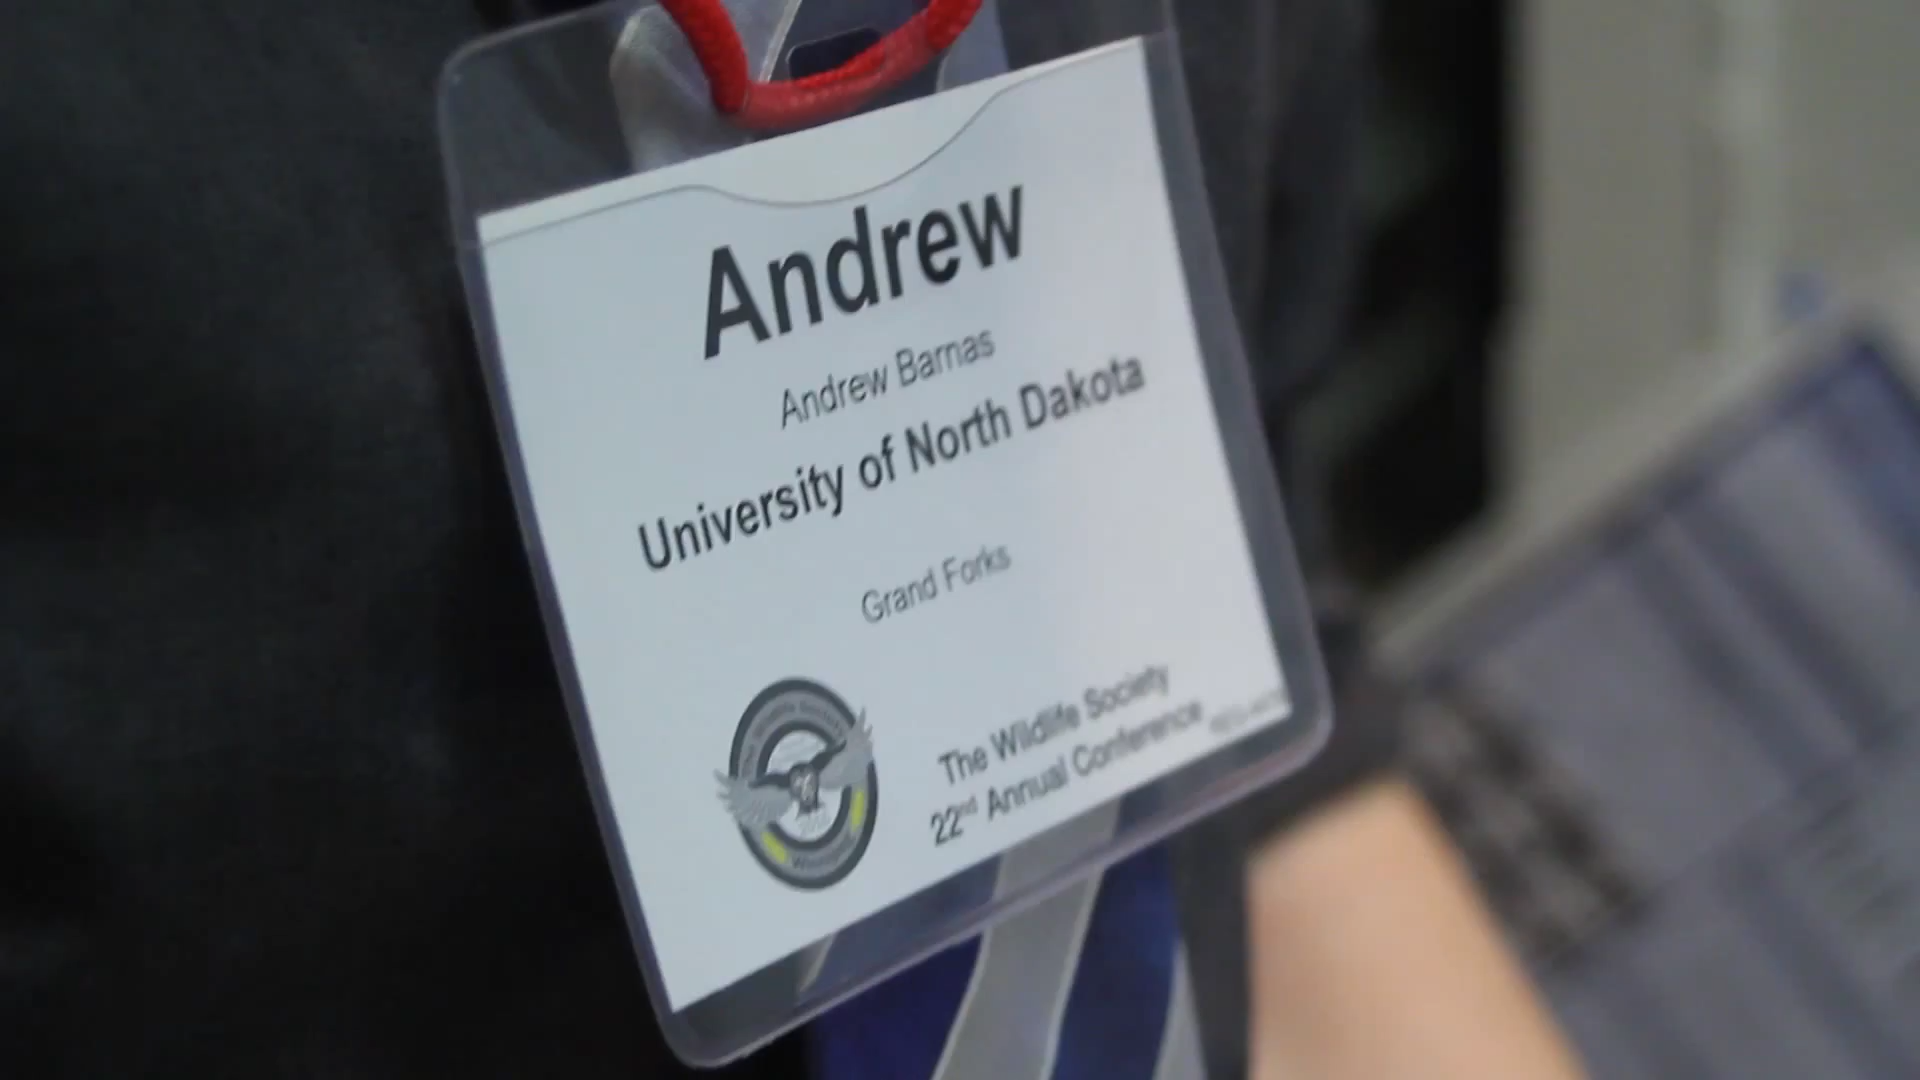 Andrew
Andrew Barnas
University of North Dakota
Grand Forks
The Wildlife Society
22nd Annual Conference